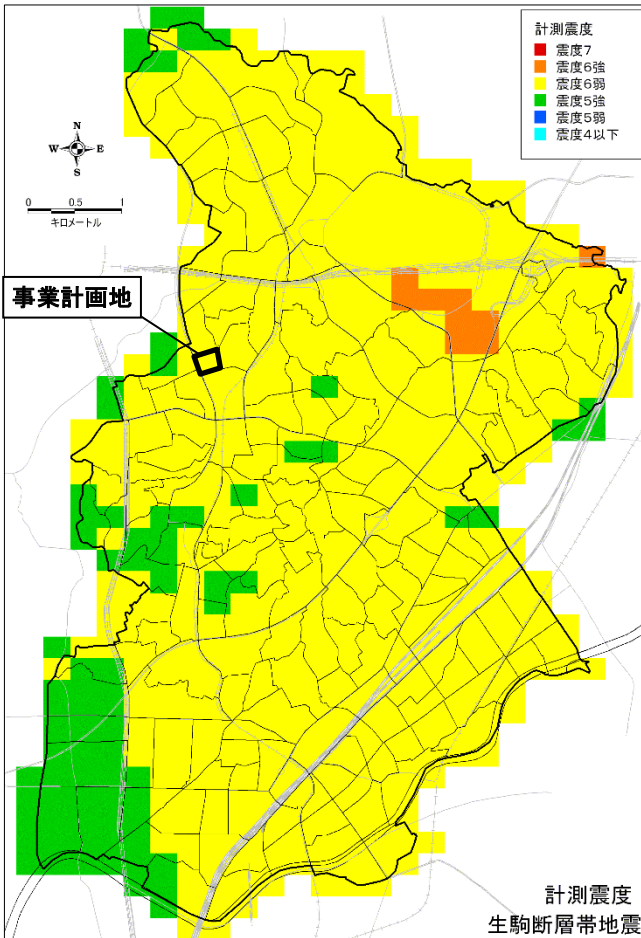 計測震度
震度7
震度6強
震度6弱
震度5強
震度5弱
震度4以下
N
W E
S
0 0.5 1
キロメートル
事業計画地
計測震度
生駒断層帯地震